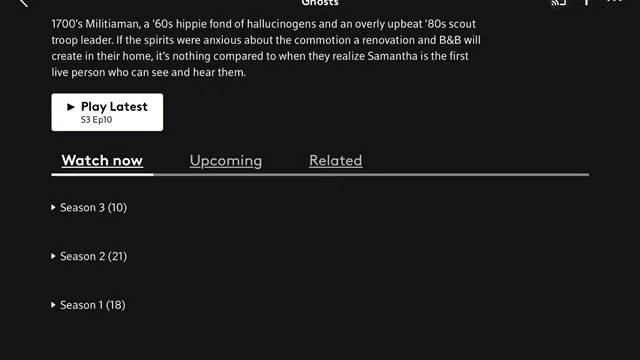 Ghosts
1700's Militiaman, a '60s hippie fond of hallucinogens and an overly upbeat '80s scout
troop leader. If the spirits were anxious about the commotion a renovation and B&B will
create in their home, it's nothing compared to when they realize Samantha is the first
live person who can see and hear them.
Play Latest
S3 Ep10
Watch now Upcoming Related
Season 3 (10)
Season 2 (21)
Season 1 (18)